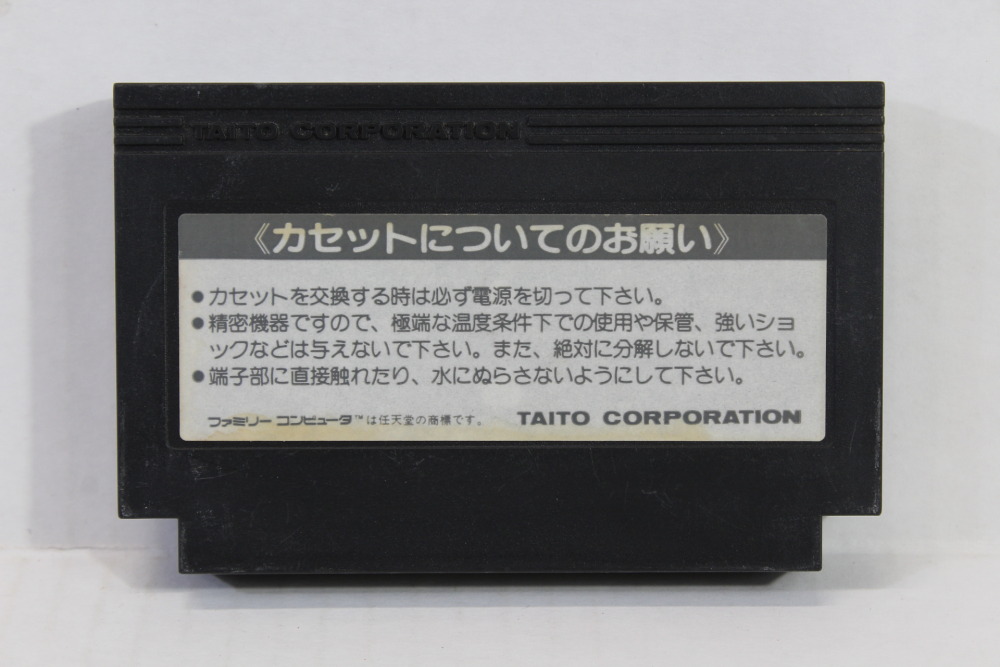 TAITO CORPORATION
《カセットについてのお願い》
●カセットを交換する時は必ず電源を切って下さい。
●精密機器ですので、極端な温度条件下での使用や保管、強いショ
ックなどは与えないで下さい。また、絶対に分解しないで下さい。
●端子部に直接触れたり、水にぬらさないようにして下さい。
ファミリー コンピュータ™は任天堂の商標です。 TAITO CORPORATION